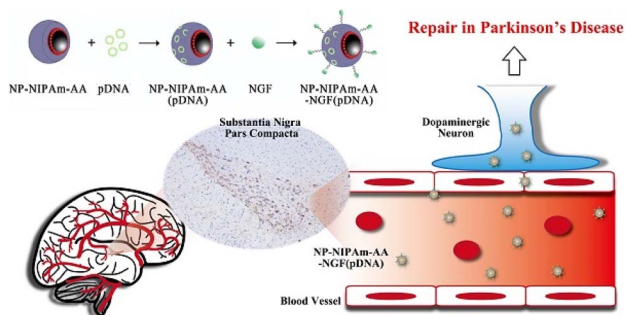 Repair in Parkinson's Disease
+
+
NP-NIPAm-AA
pDNA
NP-NIPAm-AA
(pDNA)
NGF
NP-NIPAm-AA
-NGF(pDNA)
Substantia Nigra
Pars Compacta
Dopaminergic
Neuron
NP-NIPAm-AA
-NGF(pDNA)
Blood Vessel